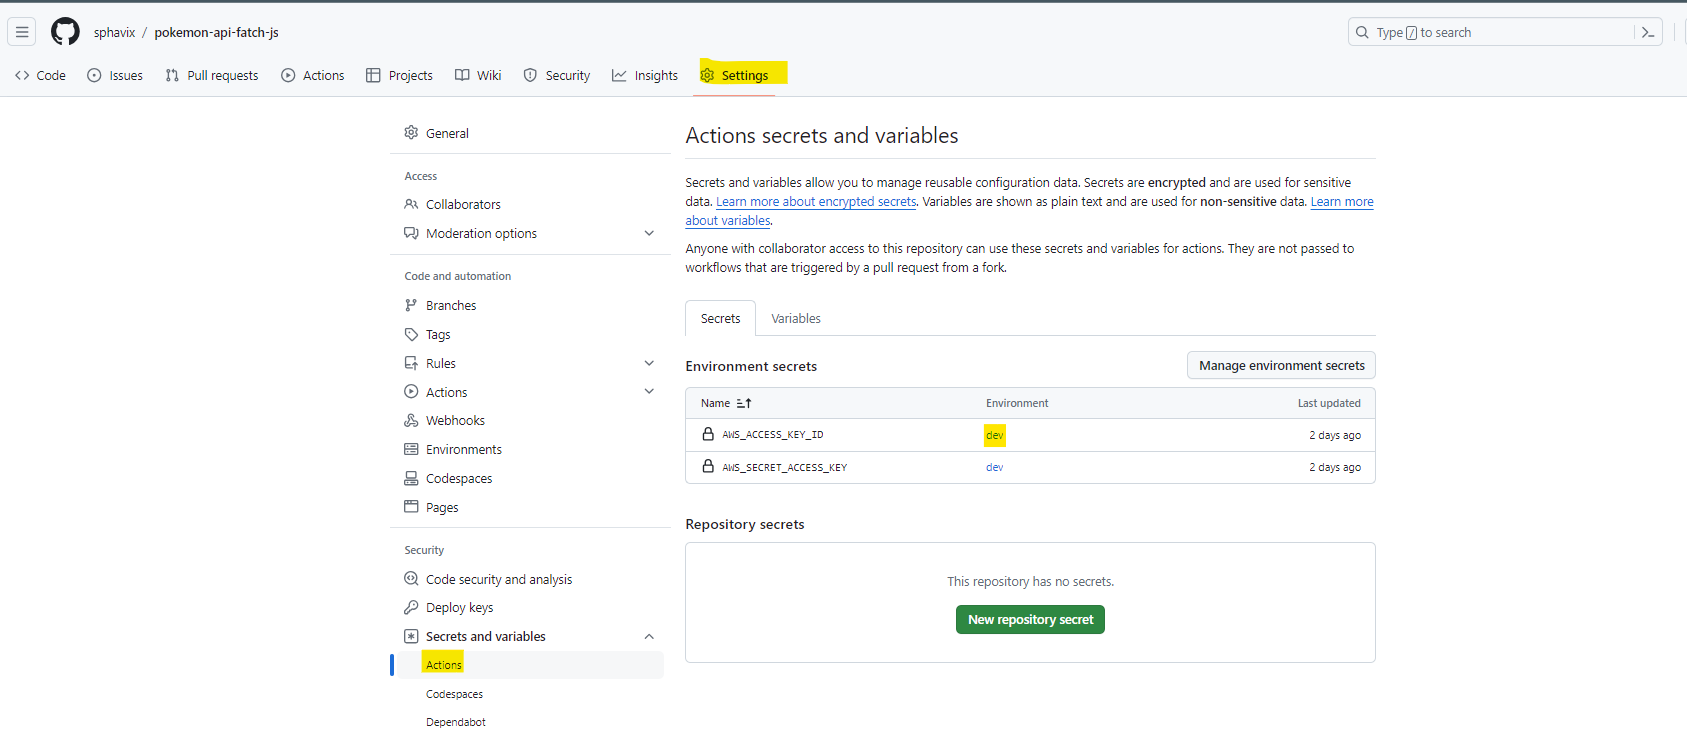 sphavix / pokemon-api-fatch-js
Type / to search
Code Issues Pull requests Actions Projects Wiki Security Insights Settings
General
Access
Collaborators
Moderation options
Code and automation
Branches
Tags
Rules
Actions
Webhooks
Environments
Codespaces
Pages
Security
Code security and analysis
Deploy keys
Secrets and variables
Actions
Codespaces
Dependabot
Actions secrets and variables
Secrets and variables allow you to manage reusable configuration data. Secrets are encrypted and are used for sensitive
data. Learn more about encrypted secrets. Variables are shown as plain text and are used for non-sensitive data. Learn more
about variables.
Anyone with collaborator access to this repository can use these secrets and variables for actions. They are not passed to
workflows that are triggered by a pull request from a fork.
Secrets Variables
Environment secrets Manage environment secrets
Name Environment Last updated
AWS_ACCESS_KEY_ID dev 2 days ago
AWS_SECRET_ACCESS_KEY dev 2 days ago
Repository secrets
This repository has no secrets.
New repository secret